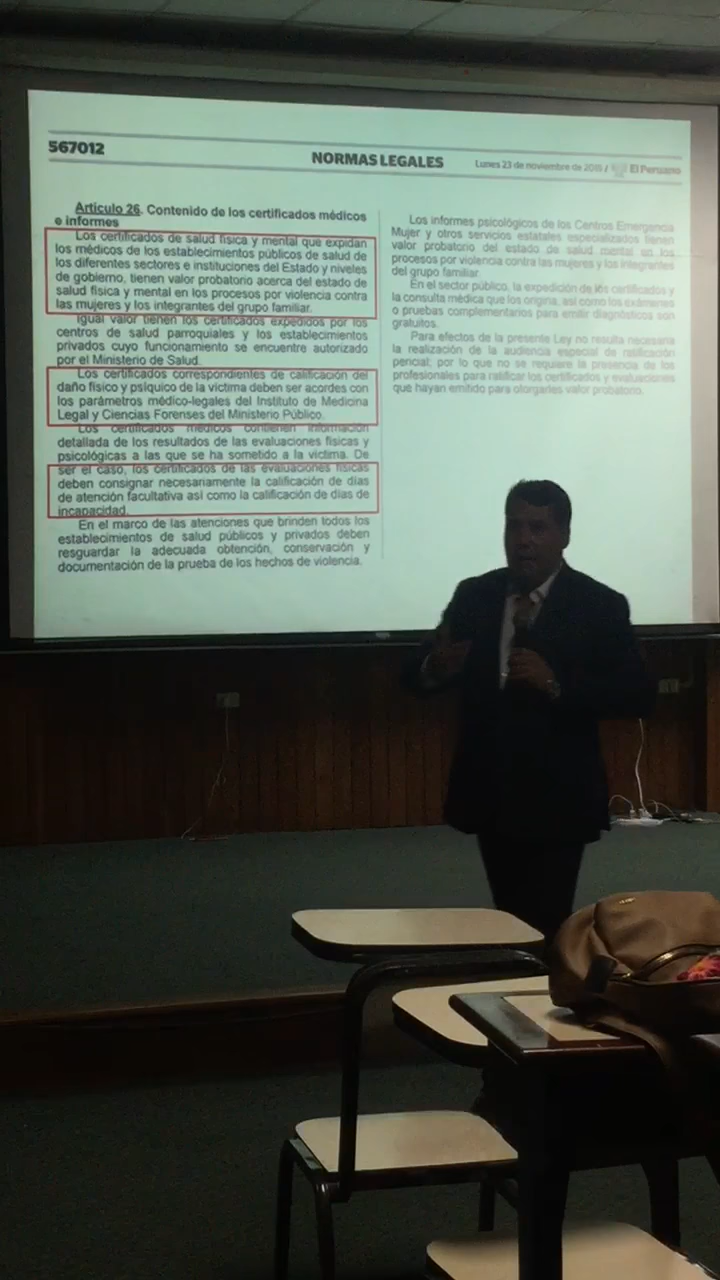 567012
NORMAS LEGALES
Lunes 23 de noviembre de 2015 / El Peruano
Artículo 26. Contenido de los certificados médicos
e informes
Los certificados de salud física y mental que expidan
los médicos de los establecimientos públicos de salud de
los diferentes sectores e instituciones del Estado y niveles
de gobierno, tienen valor probatorio acerca del estado de
salud física y mental en los procesos por violencia contra
las mujeres y los integrantes del grupo familiar.
Igual valor tienen los certificados expedidos por los
centros de salud parroquiales y los establecimientos
privados cuyo funcionamiento se encuentre autorizado
por el Ministerio de Salud.
Los certificados correspondientes de calificación del
daño físico y psíquico de la víctima deben ser acordes con
los parámetros médico-legales del Instituto de Medicina
Legal y Ciencias Forenses del Ministerio Público.
Los certificados médicos contienen información
detallada de los resultados de las evaluaciones físicas y
psicológicas a las que se ha sometido a la víctima. De
ser el caso, los certificados de las evaluaciones físicas
deben consignar necesariamente la calificación de días
de atención facultativa así como la calificación de días de
incapacidad.
En el marco de las atenciones que brinden todos los
establecimientos de salud públicos y privados deben
resguardar la adecuada obtención, conservación y
documentación de la prueba de los hechos de violencia.
Los informes psicológicos de los Centros Emergencia
Mujer y otros servicios estatales especializados tienen
valor probatorio del estado de salud mental en los
procesos por violencia contra las mujeres y los integrantes
del grupo familiar.
En el sector público, la expedición de los certificados y
la consulta médica que los origina, así como los exámenes
o pruebas complementarios para emitir diagnósticos son
gratuitos.
Para efectos de la presente Ley no resulta necesaria
la realización de la audiencia especial de ratificación
pericial, por lo que no se requiere la presencia de los
profesionales para ratificar los certificados y evaluaciones
que hayan emitido para otorgarles valor probatorio.